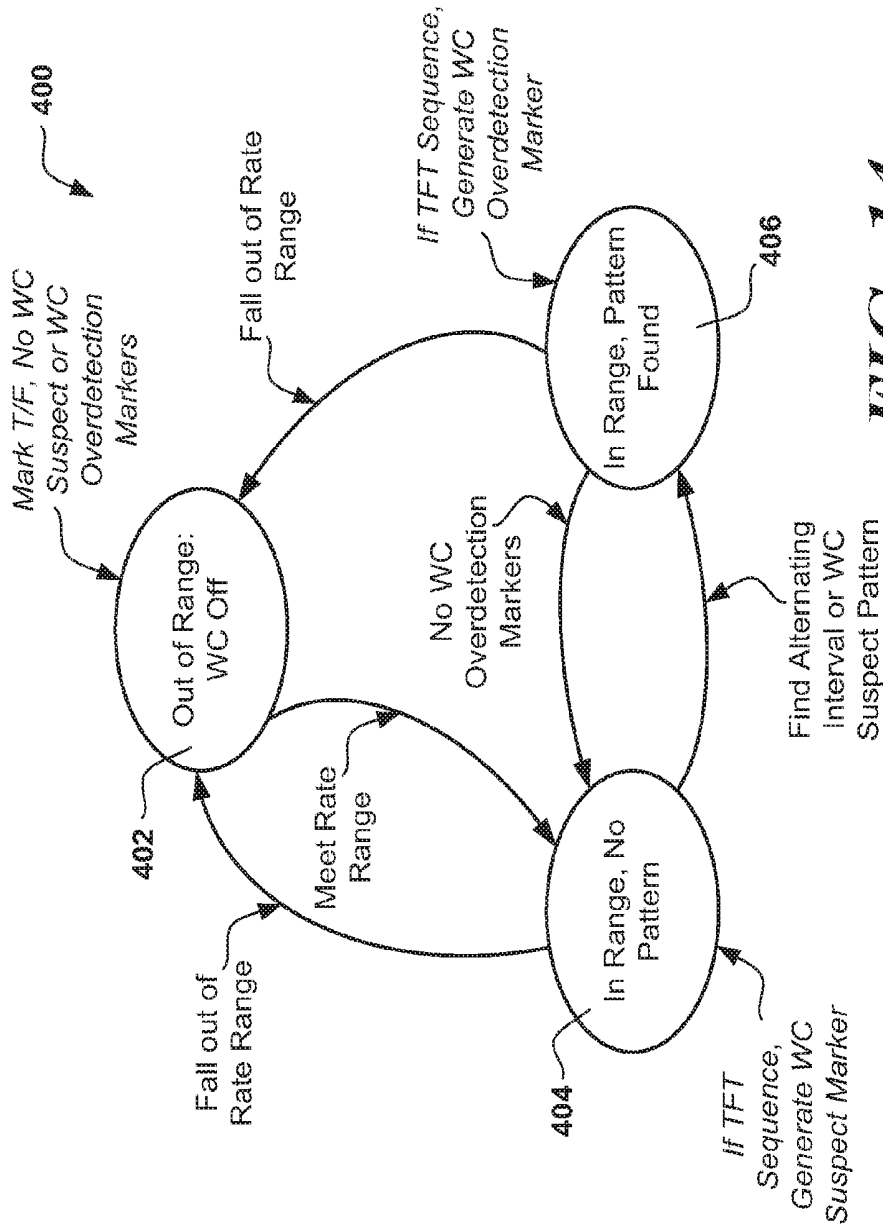 400
Mark T/F, No WC
Suspect or WC
Overdetection
Markers
Out of Range:
WC Off
402
Fall out of
Rate Range
Meet Rate
Range
Fall out of Rate
Range
No WC
Overdetection
Markers
If TFT Sequence,
Generate WC
Overdetection
Marker
In Range, No
Pattern
404
In Range, Pattern
Found
406
If TFT
Sequence,
Generate WC
Suspect Marker
Find Alternating
Interval or WC
Suspect Pattern